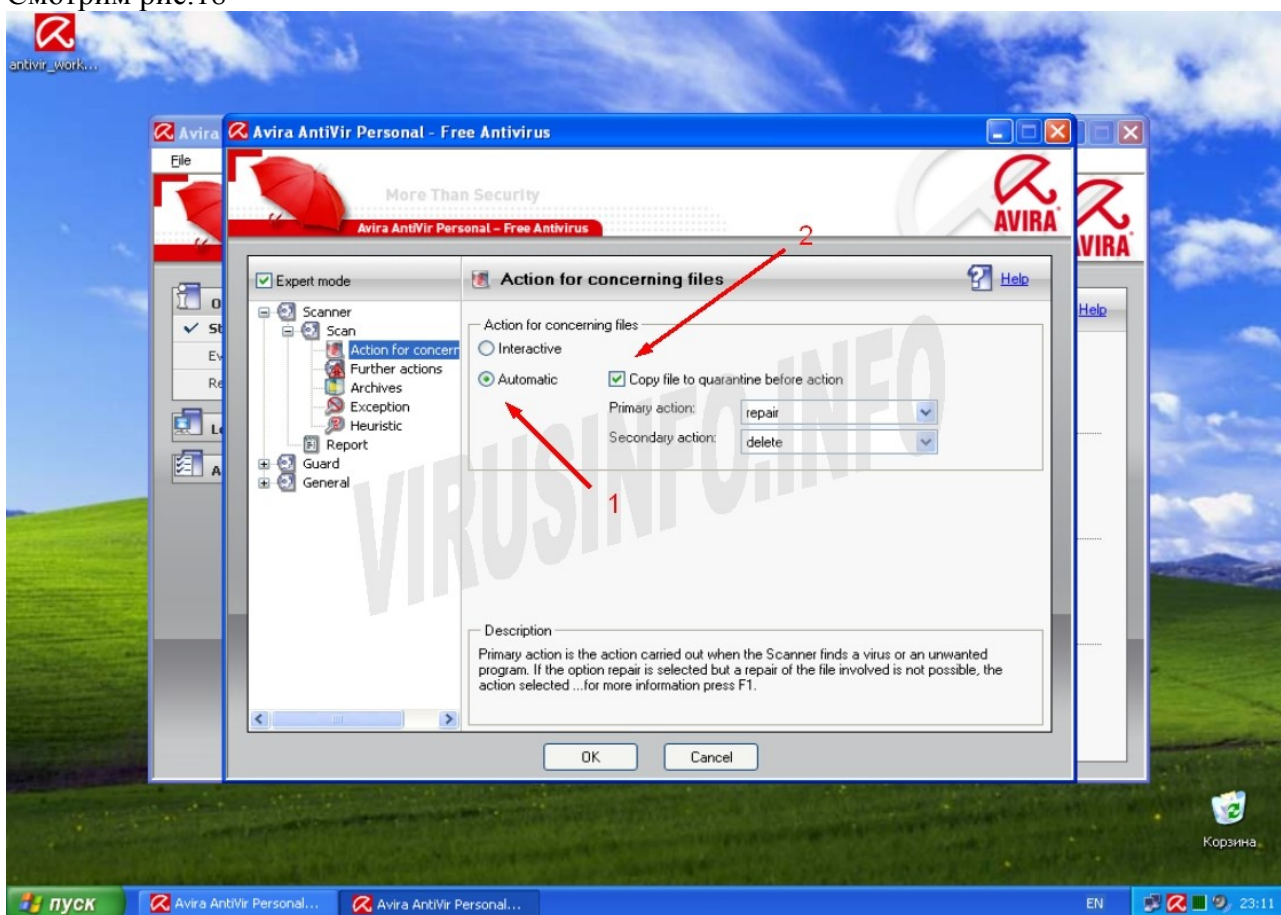 antivir_work...
Avira
Avira AntiVir Personal - Free Antivirus
File
More Than Security
Avira AntiVir Personal – Free Antivirus
AVIRA
VIRA
2
Expert mode
Action for concerning files
Help
Help
Scanner
Scan
Action for concern
Further actions
Archives
Exception
Heuristic
Report
Guard
General
Action for concerning files
Interactive
Automatic
Copy file to quarantine before action
Primary action:
repair
Secondary action:
delete
1
VIRUSINFO.INFO
Description
Primary action is the action carried out when the Scanner finds a virus or an unwanted
program. If the option repair is selected but a repair of the file involved is not possible, the
action selected ...for more information press F1.
OK
Cancel
Корзина
пуск
Avira AntiVir Personal...
Avira AntiVir Personal...
EN
23:11